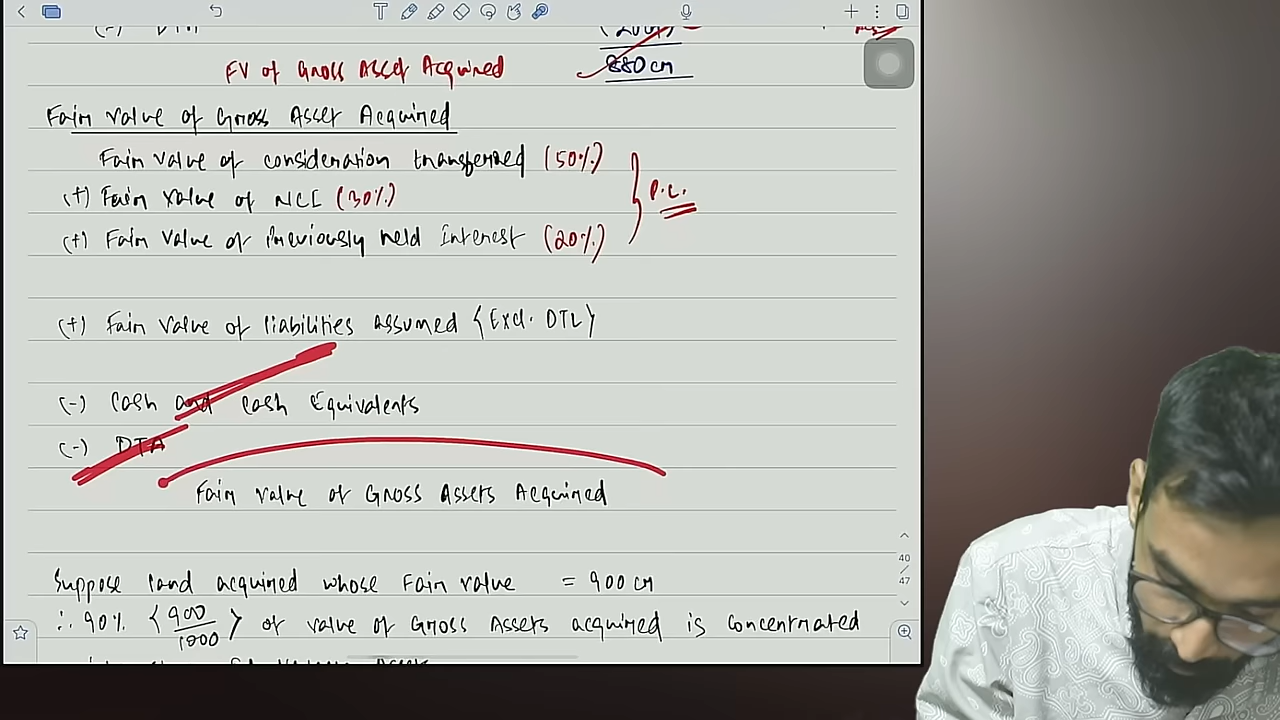 FV of Gross Asset Acquired 880 cr
Fair Value of Gross Asset Acquired
Fair Value of consideration transferred (50%)
(+) Fair Value of NCI (30%)
P.C.
(+) Fair Value of Previously held Interest (20%)
(+) Fair Value of liabilities assumed {Excl. DTL}
(-) Cash and Cash Equivalents
(-) DTA
Fair Value of Gross Assets Acquired
40
/
47
Suppose land acquired whose Fair value = 900 cr
∴ 90% {900/1000} of value of Gross Assets acquired is concentrated